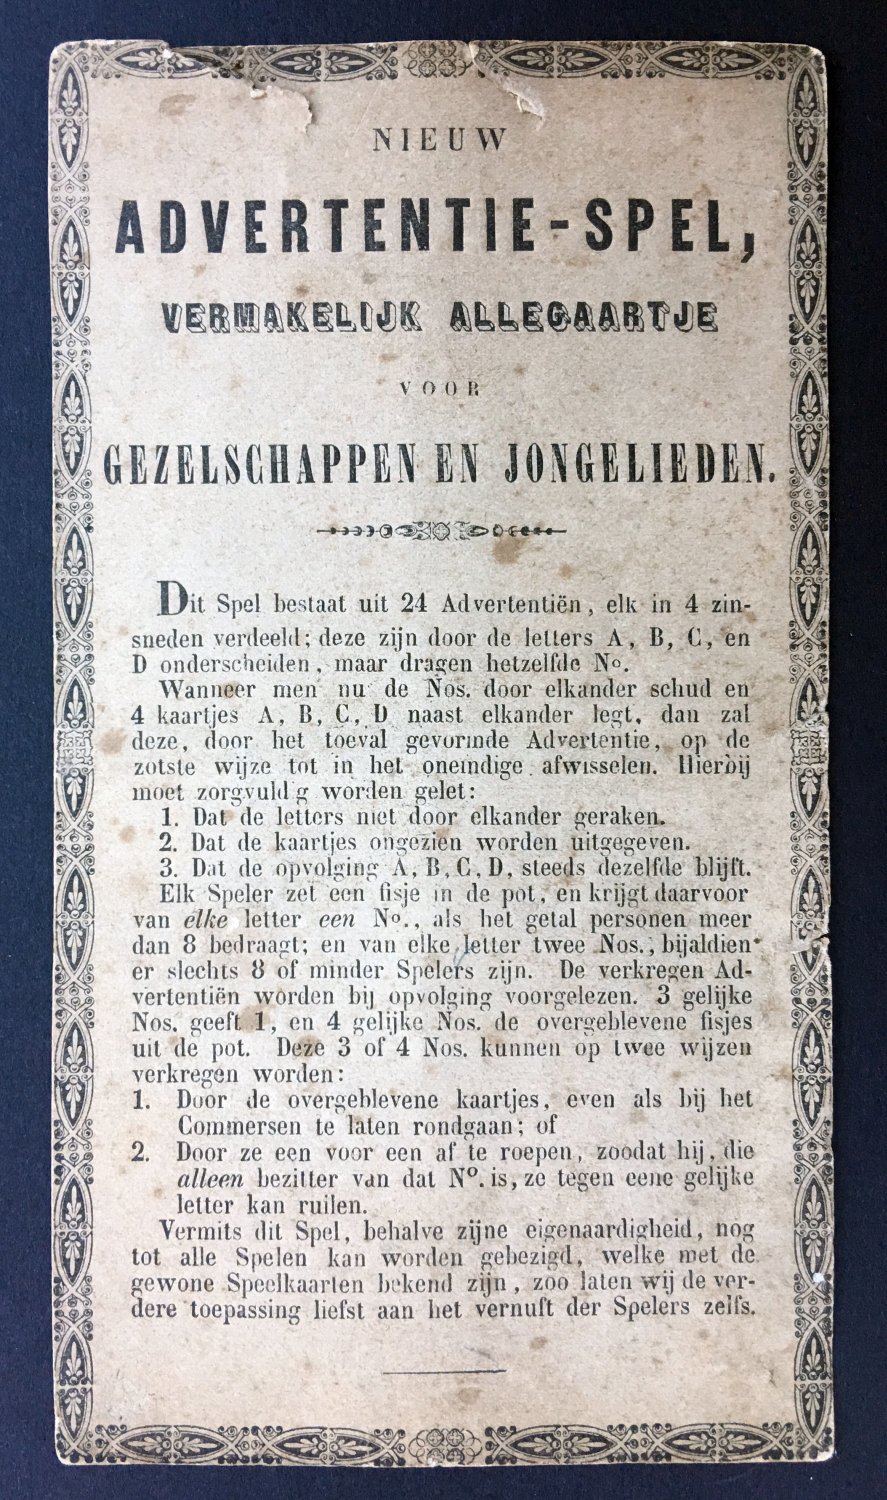 NIEUW
ADVERTENTIE-SPEL,
VERMAKELIJK ALLEGAARTJE
VOOR
GEZELSCHAPPEN EN JONGELIEDEN.
Dit Spel bestaat uit 24 Advertentiën, elk in 4 zin-
sneden verdeeld; deze zijn door de letters A, B, C, en
D onderscheiden, maar dragen hetzelfde No.
Wanneer men nu de Nos. door elkander schud en
4 kaartjes A, B, C, D naast elkander legt, dan zal
deze, door het toeval gevormde Advertentie, op de
zotste wijze tot in het oneindige afwisselen. Hierbij
moet zorgvuld g worden gelet:
1. Dat de letters niet door elkander geraken.
2. Dat de kaartjes ongezien worden uitgegeven.
3. Dat de opvolging A, B, C, D, steeds dezelfde blijft.
Elk Speler zet een fisje in de pot, en krijgt daarvoor
van elke letter een No., als het getal personen meer
dan 8 bedraagt; en van elke letter twee Nos., bijaldien
er slechts 8 of minder Spelers zijn. De verkregen Ad-
vertentiën worden bij opvolging voorgelezen. 3 gelijke
Nos. geeft 1, en 4 gelijke Nos. de overgeblevene fisjes
uit de pot. Deze 3 of 4 Nos. kunnen op twee wijzen
verkregen worden:
1. Door de overgeblevene kaartjes, even als bij het
Commersen te laten rondgaan; of
2. Door ze een voor een af te roepen, zoodat hij, die
alleen bezitter van dat No. is, ze tegen eene gelijke
letter kan ruilen.
Vermits dit Spel, behalve zijne eigenaardigheid, nog
tot alle Spelen kan worden gebezigd, welke met de
gewone Speelkaarten bekend zijn, zoo laten wij de ver-
dere toepassing liefst aan het vernuft der Spelers zelfs.